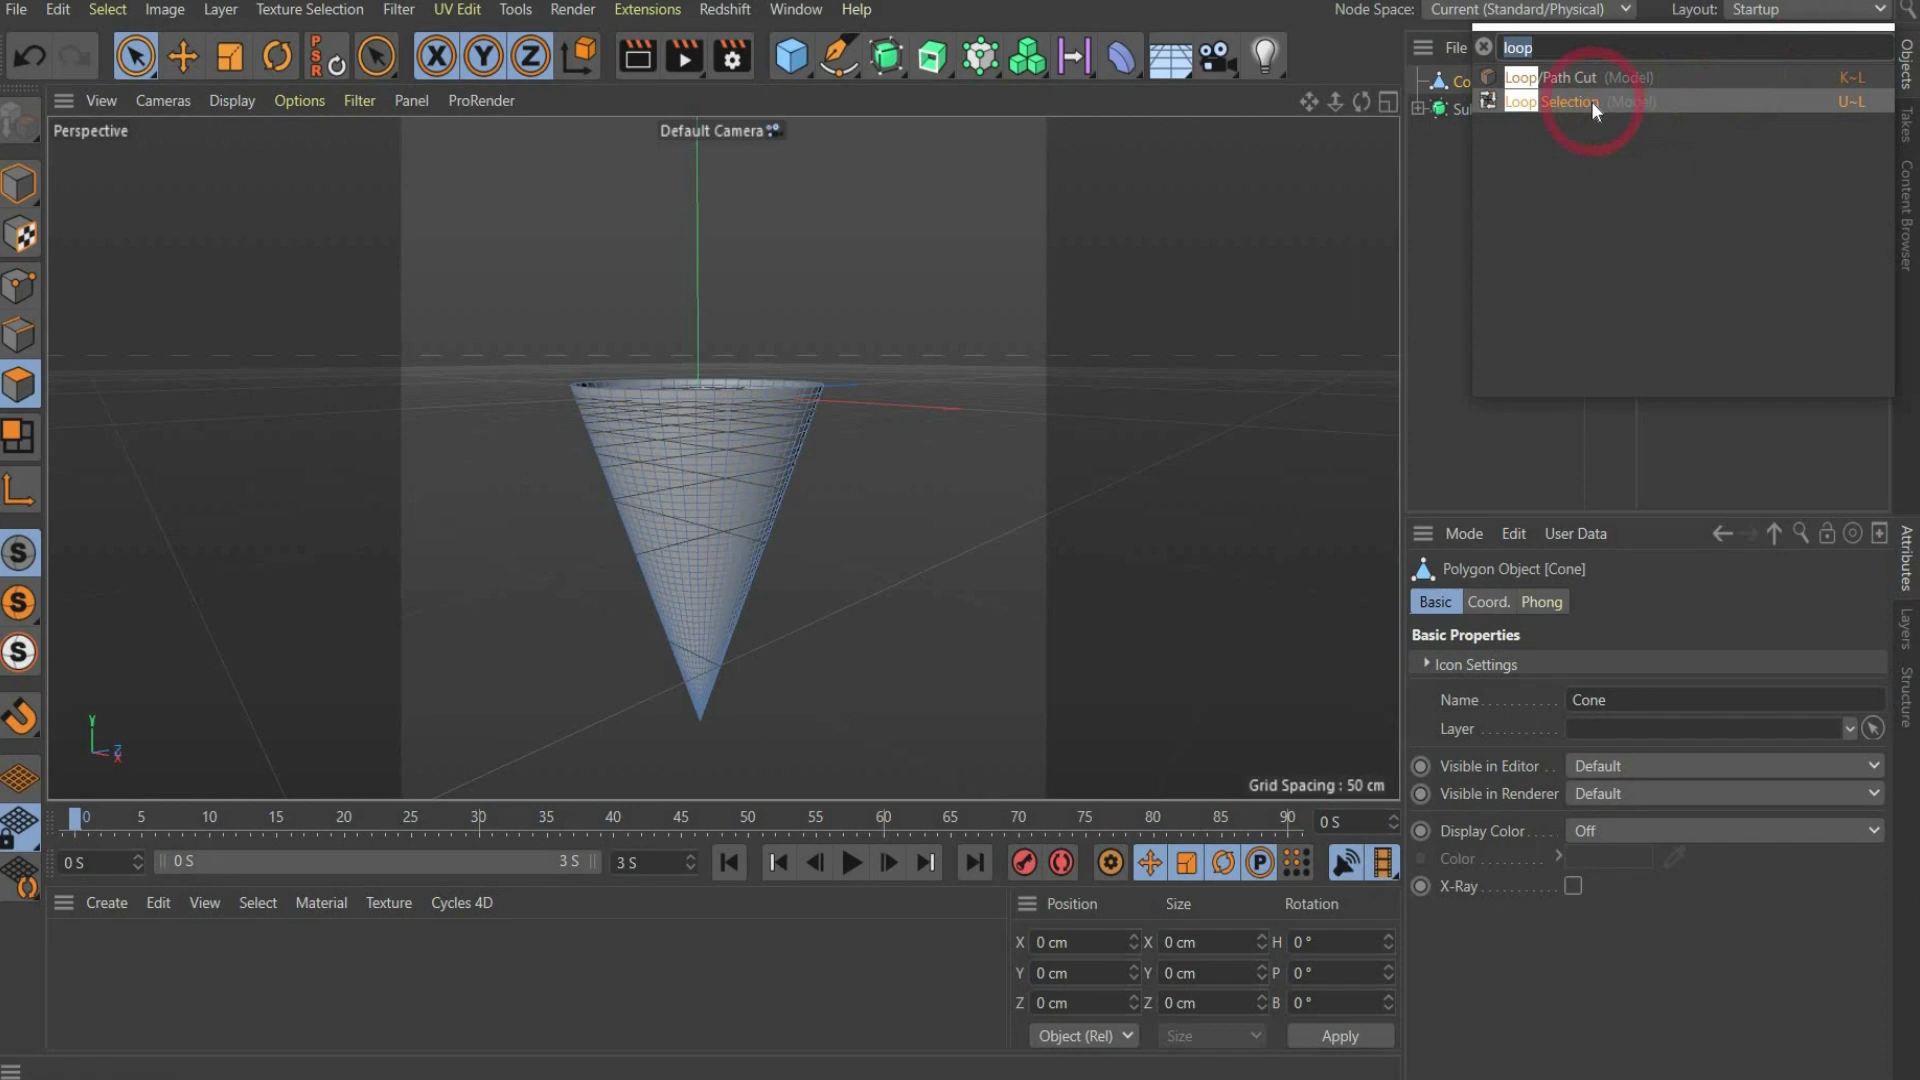 File Edit Select Image Layer Texture Selection Filter UV Edit Tools Render Extensions Redshift Window Help Node Space: Current (Standard/Physical) Layout: Startup
PSR X Y Z
File loop
Loop/Path Cut (Model) K~L
Loop Selection (Model) U~L
Co
Su
View Cameras Display Options Filter Panel ProRender
Perspective Default Camera
Y
Z
X
Grid Spacing : 50 cm
S
S
S
Objects
Takes
Content Browser
Mode Edit User Data
Polygon Object [Cone]
Basic Coord. Phong
Basic Properties
Icon Settings
Name Cone
Layer
Visible in Editor Default
Visible in Renderer Default
Display Color Off
Color
X-Ray
Attributes
Layers
Structure
0 5 10 15 20 25 30 35 40 45 50 55 60 65 70 75 80 85 90 0 S
0 S 0 S 3 S 3 S P
Create Edit View Select Material Texture Cycles 4D
Position Size Rotation
X 0 cm X 0 cm H 0 °
Y 0 cm Y 0 cm P 0 °
Z 0 cm Z 0 cm B 0 °
Object (Rel) Size Apply